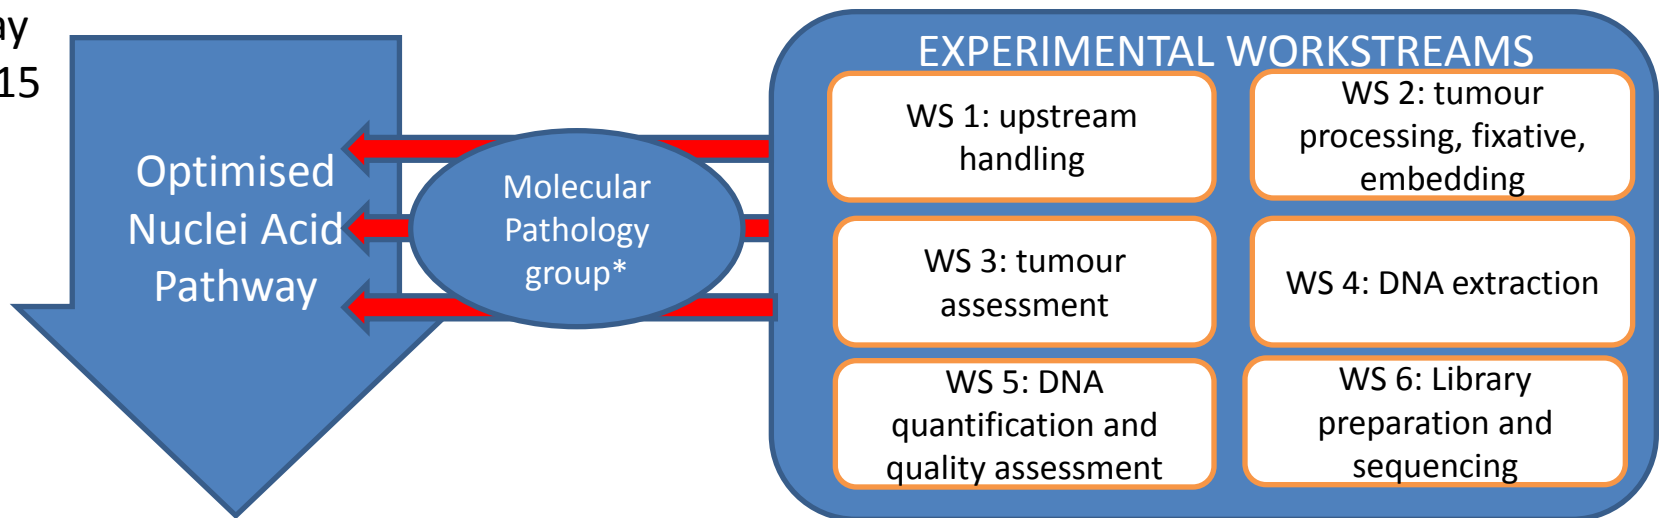 15
Optimised
Nuclei Acid
Pathway
Molecular
Pathology
group*
EXPERIMENTAL WORKSTREAMS
WS 1: upstream
handling
WS 2: tumour
processing, fixative,
embedding
WS 3: tumour
assessment
WS 4: DNA extraction
WS 5: DNA
quantification and
quality assessment
WS 6: Library
preparation and
sequencing